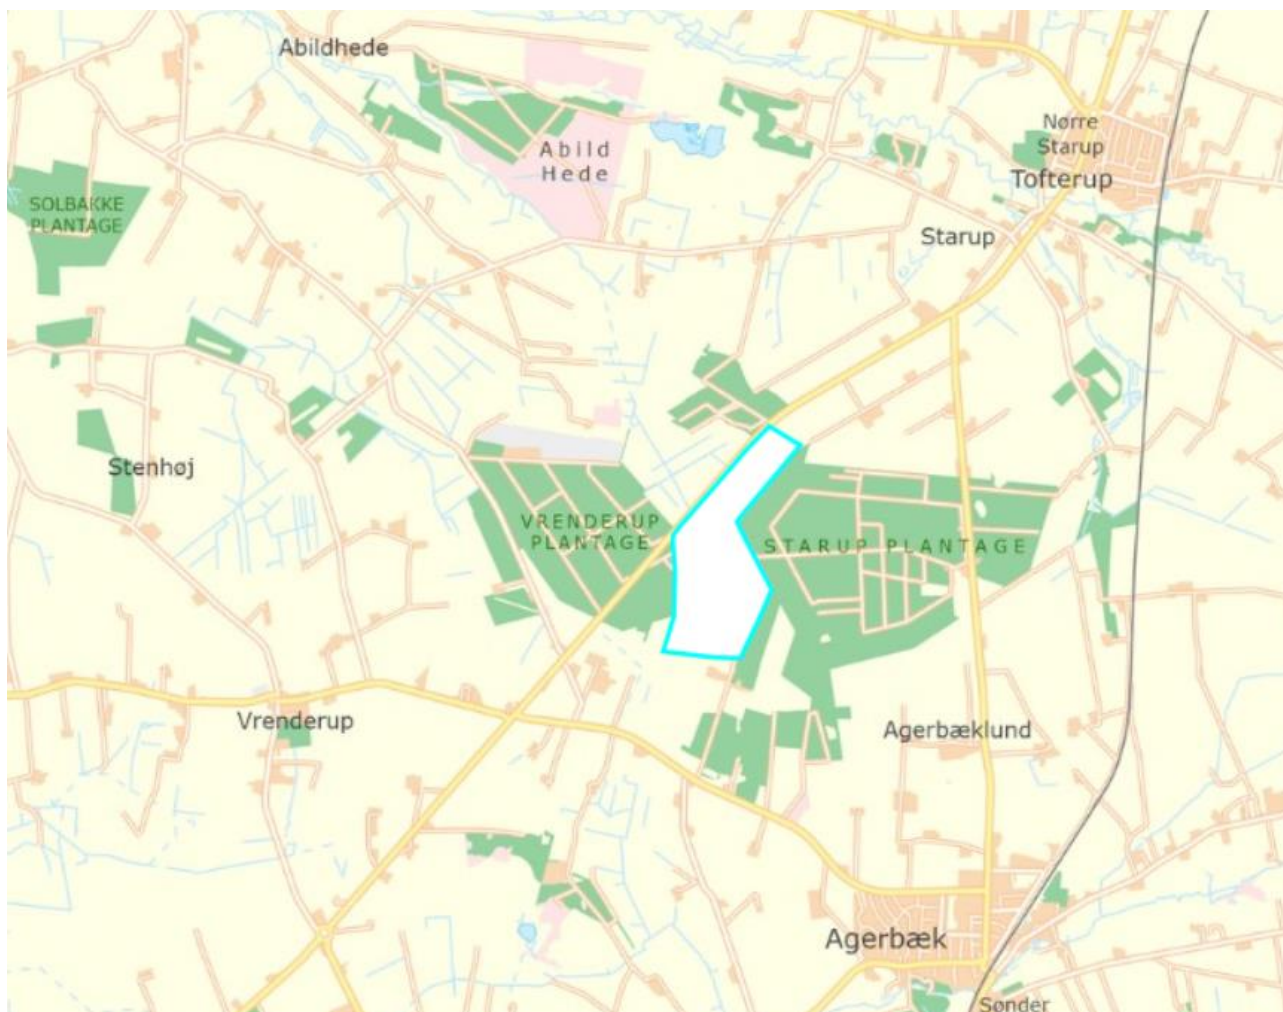 Abildhede
Nørre
Starup
Abild
Hede
Tofterup
SOLBAKKE
PLANTAGE
Starup
Stenhøj
VRENDERUP
PLANTAGE
STARUP PLANTAGE
Vrenderup
Agerbæklund
Agerbæk
Sønder